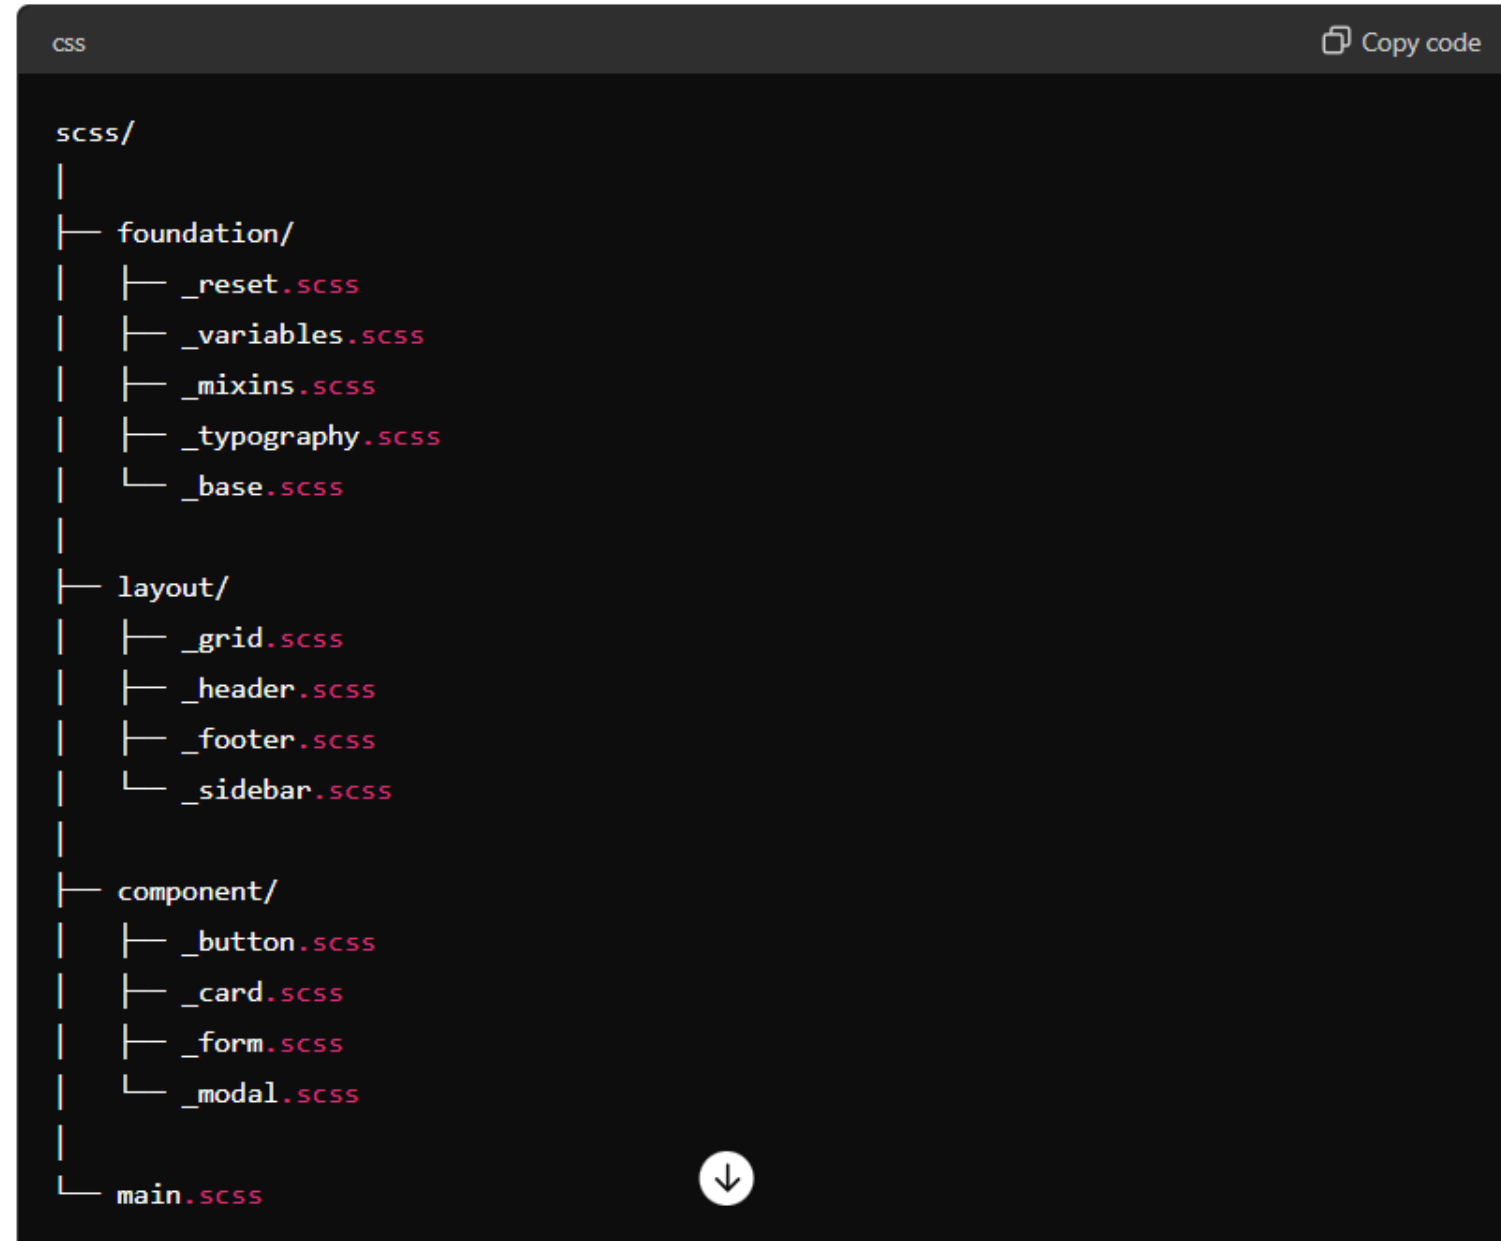 css
Copy code
scss/
│
├── foundation/
│   ├── _reset.scss
│   ├── _variables.scss
│   ├── _mixins.scss
│   ├── _typography.scss
│   └── _base.scss
│
├── layout/
│   ├── _grid.scss
│   ├── _header.scss
│   ├── _footer.scss
│   └── _sidebar.scss
│
├── component/
│   ├── _button.scss
│   ├── _card.scss
│   ├── _form.scss
│   └── _modal.scss
│
└── main.scss